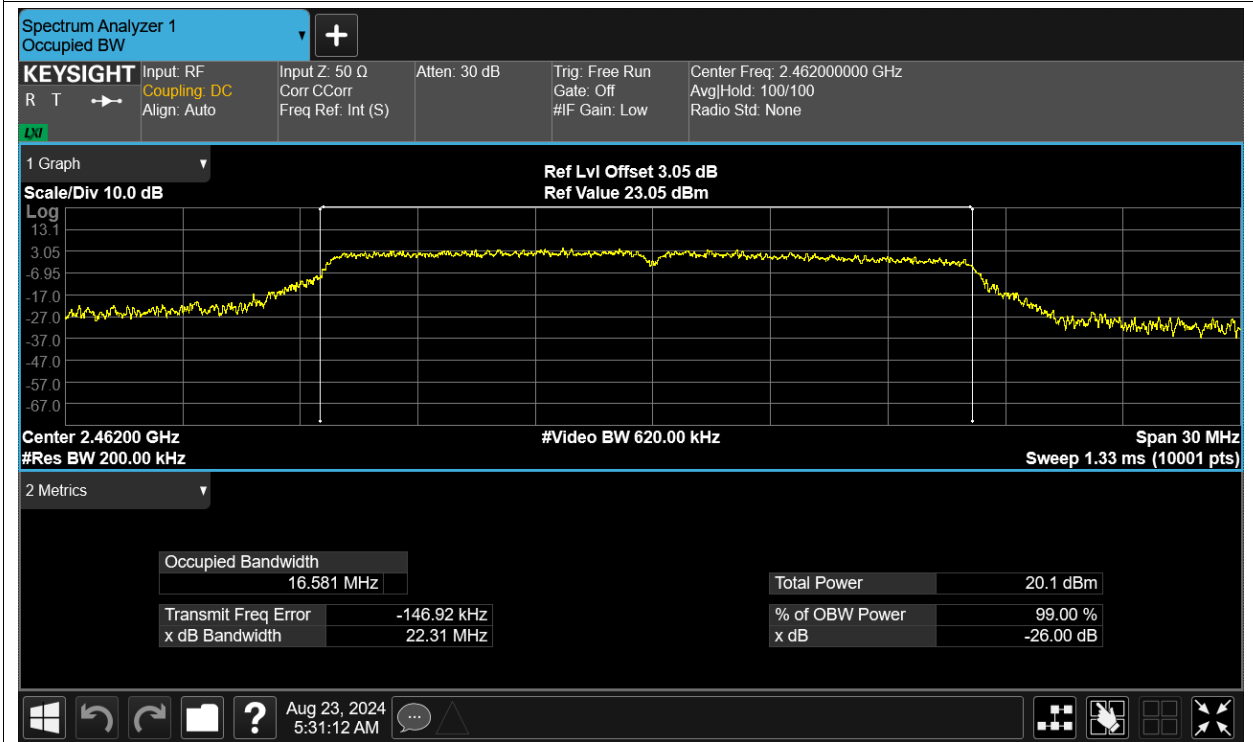 Spectrum Analyzer 1
Occupied BW
KEYSIGHT
R T
LXI
Input: RF
Coupling: DC
Align: Auto
Input Z: 50 Ω
Corr CCorr
Freq Ref: Int (S)
Atten: 30 dB
Trig: Free Run
Gate: Off
#IF Gain: Low
Center Freq: 2.462000000 GHz
Avg|Hold: 100/100
Radio Std: None
1 Graph
Scale/Div 10.0 dB
Ref Lvl Offset 3.05 dB
Ref Value 23.05 dBm
Log
13.1
3.05
-6.95
-17.0
-27.0
-37.0
-47.0
-57.0
-67.0
Center 2.46200 GHz
#Res BW 200.00 kHz
#Video BW 620.00 kHz
Span 30 MHz
Sweep 1.33 ms (10001 pts)
2 Metrics
Occupied Bandwidth
16.581 MHz
Transmit Freq Error -146.92 kHz
x dB Bandwidth 22.31 MHz
Total Power 20.1 dBm
% of OBW Power 99.00 %
x dB -26.00 dB
?
Aug 23, 2024
5:31:12 AM